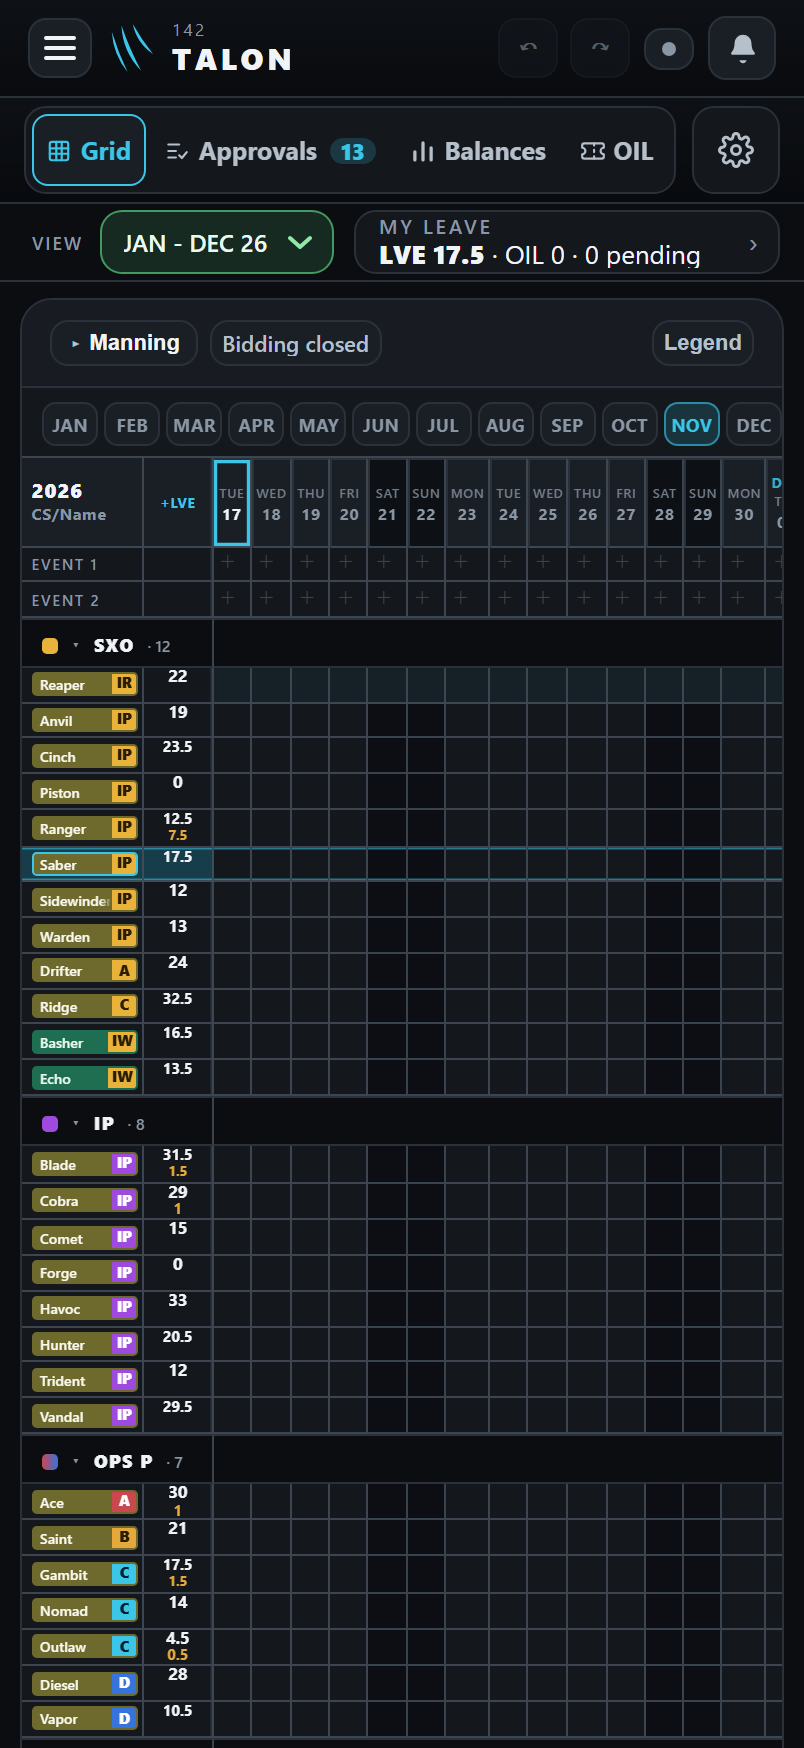 142
TALON
Grid
Approvals 13
Balances
OIL
VIEW
JAN - DEC 26
MY LEAVE
LVE 17.5 · OIL 0 · 0 pending
Manning
Bidding closed
Legend
JAN FEB MAR APR MAY JUN JUL AUG SEP OCT NOV DEC
2026
CS/Name
+LVE
TUE 17
WED 18
THU 19
FRI 20
SAT 21
SUN 22
MON 23
TUE 24
WED 25
THU 26
FRI 27
SAT 28
SUN 29
MON 30
EVENT 1 + + + + + + + + + + + + + + +
EVENT 2 + + + + + + + + + + + + + + +
SXO · 12
Reaper IR 22
Anvil IP 19
Cinch IP 23.5
Piston IP 0
Ranger IP 12.5
7.5
Saber IP 17.5
Sidewinder IP 12
Warden IP 13
Drifter A 24
Ridge C 32.5
Basher IW 16.5
Echo IW 13.5
IP · 8
Blade IP 31.5
1.5
Cobra IP 29
1
Comet IP 15
Forge IP 0
Havoc IP 33
Hunter IP 20.5
Trident IP 12
Vandal IP 29.5
OPS P · 7
Ace A 30
1
Saint B 21
Gambit C 17.5
1.5
Nomad C 14
Outlaw C 4.5
0.5
Diesel D 28
Vapor D 10.5